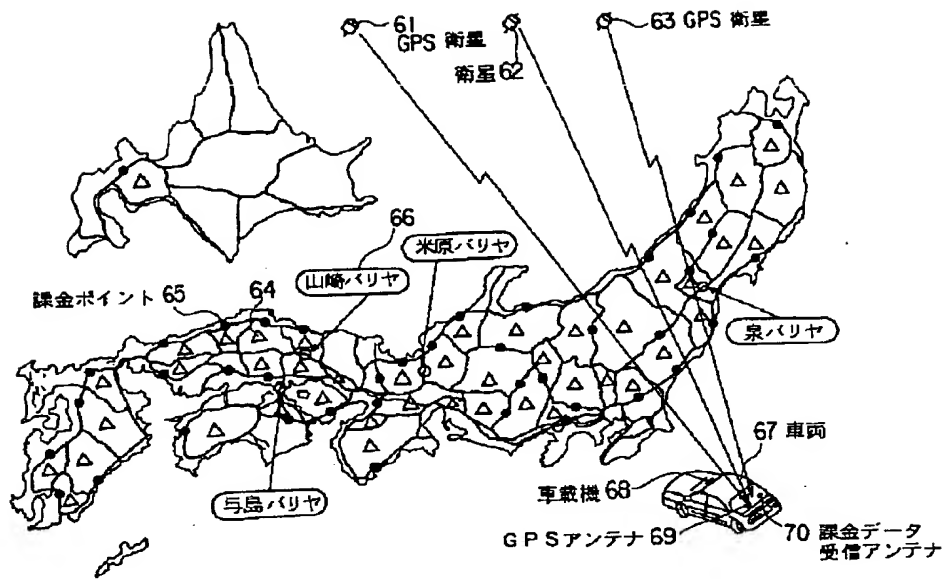 61
GPS 衛星
衛星 62
63 GPS 衛星
66
米原バリヤ
山崎バリヤ
課金ポイント 65
64
泉バリヤ
67 車両
与島バリヤ
車載機 68
GPSアンテナ 69
70 課金データ
受信アンテナ